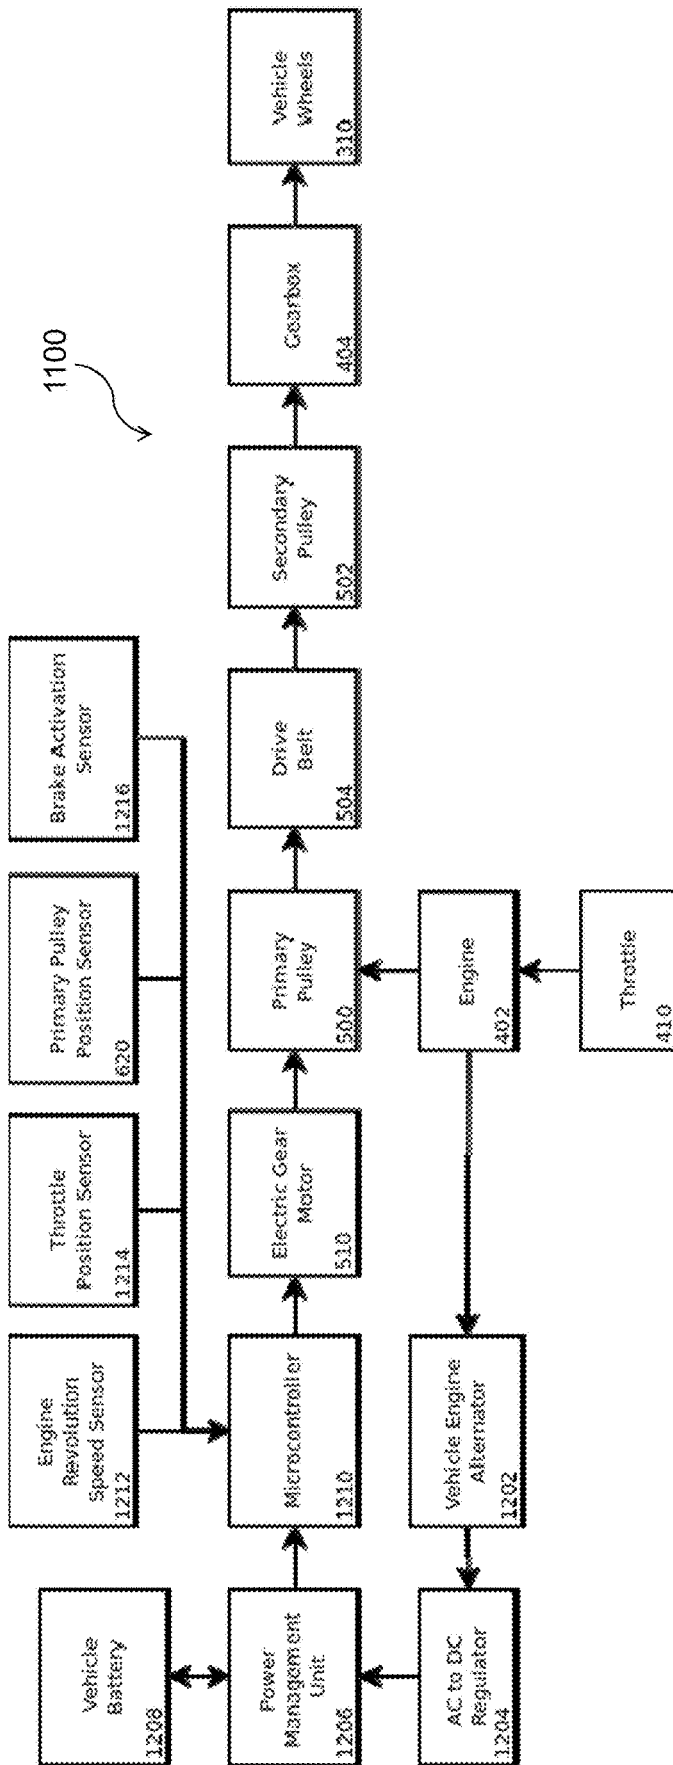 1100
Vehicle
Battery
1208
Engine
Revolution
Speed Sensor
1212
Throttle
Position Sensor
1214
Primary Pulley
Position Sensor
620
Brake Activation
Sensor
1216
Power
Management
Unit
1206
Microcontroller
1210
Electric Gear
Motor
510
Primary
Pulley
500
Drive
Belt
504
Secondary
Pulley
502
Gearbox
404
Vehicle
Wheels
310
AC to DC
Regulator
1204
Vehicle Engine
Alternator
1202
Engine
402
Throttle
410